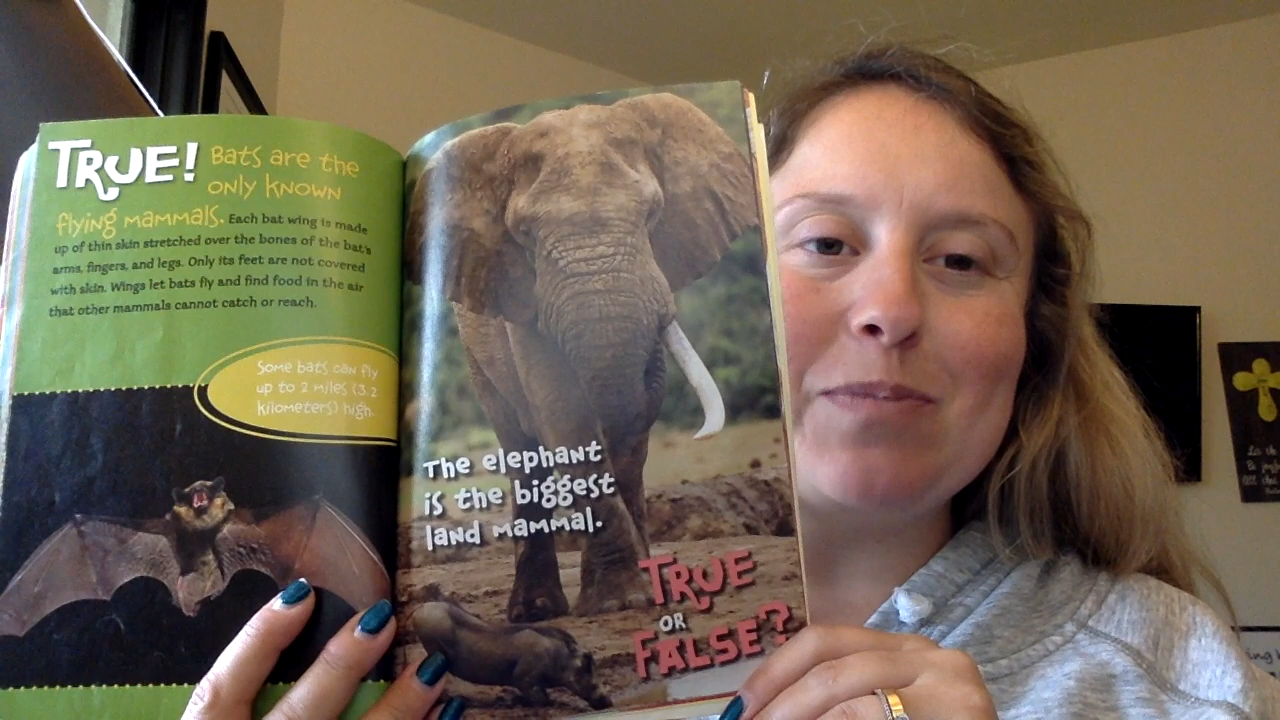 TRUE! Bats are the
only known
flying mammals. Each bat wing is made
up of thin skin stretched over the bones of the bat's
arms, fingers, and legs. Only its feet are not covered
with skin. Wings let bats fly and find food in the air
that other mammals cannot catch or reach.
Some bats can fly
up to 2 miles (3.2
kilometers) high.
The elephant
is the biggest
land mammal.
TRUE
OR
FALSE?